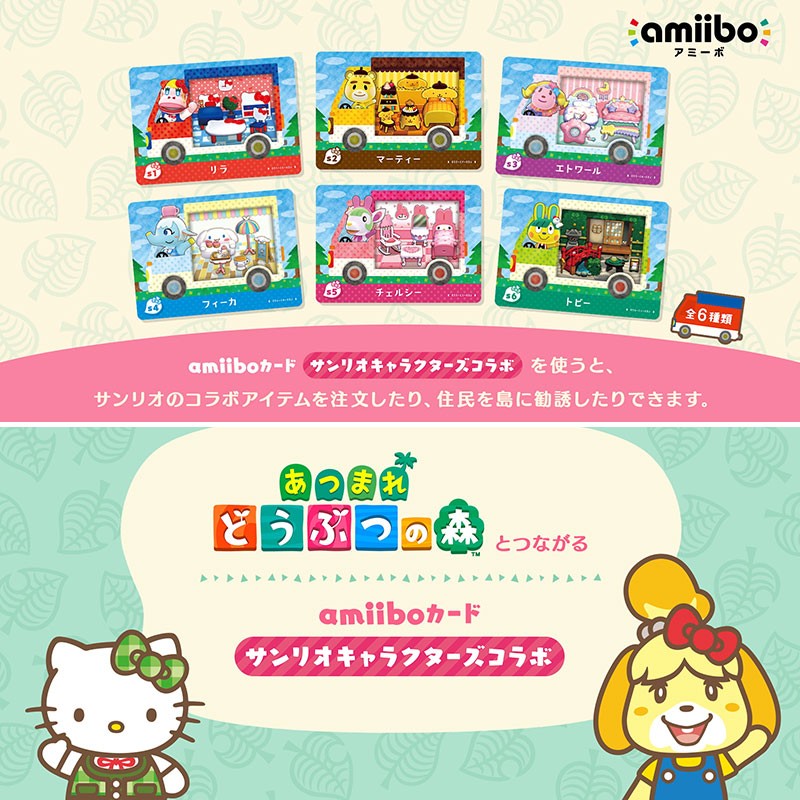 amiibo
アミーボ
S1
リラ
S2
マーティー
S3
エトワール
S4
フィーカ
S5
チェルシー
S6
トビー
全6種類
amiiboカード サンリオキャラクターズコラボ を使うと、
サンリオのコラボアイテムを注文したり、住民を島に勧誘したりできます。
あつまれ
どうぶつの森 とつながる
TM
amiiboカード
サンリオキャラクターズコラボ